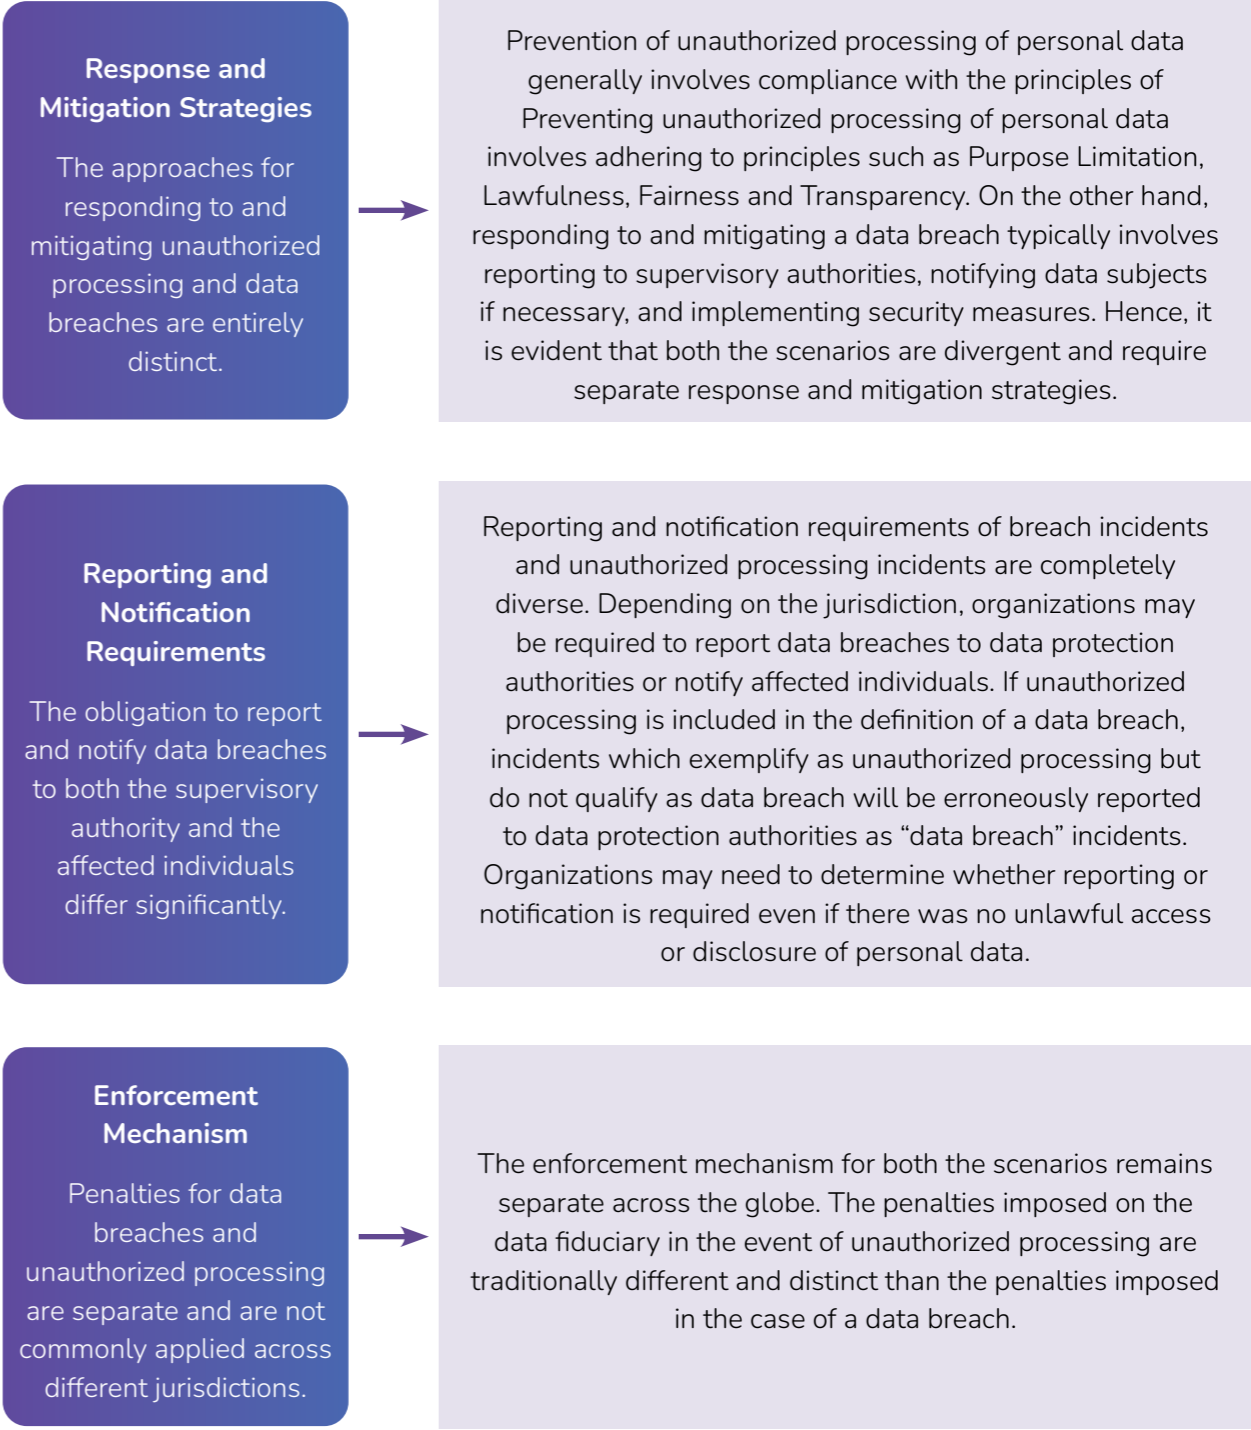 Response and
Mitigation Strategies
The approaches for
responding to and
mitigating unauthorized
processing and data
breaches are entirely
distinct.
Prevention of unauthorized processing of personal data
generally involves compliance with the principles of
Preventing unauthorized processing of personal data
involves adhering to principles such as Purpose Limitation,
Lawfulness, Fairness and Transparency. On the other hand,
responding to and mitigating a data breach typically involves
reporting to supervisory authorities, notifying data subjects
if necessary, and implementing security measures. Hence, it
is evident that both the scenarios are divergent and require
separate response and mitigation strategies.
Reporting and
Notification
Requirements
The obligation to report
and notify data breaches
to both the supervisory
authority and the
affected individuals
differ significantly.
Reporting and notification requirements of breach incidents
and unauthorized processing incidents are completely
diverse. Depending on the jurisdiction, organizations may
be required to report data breaches to data protection
authorities or notify affected individuals. If unauthorized
processing is included in the definition of a data breach,
incidents which exemplify as unauthorized processing but
do not qualify as data breach will be erroneously reported
to data protection authorities as “data breach” incidents.
Organizations may need to determine whether reporting or
notification is required even if there was no unlawful access
or disclosure of personal data.
Enforcement
Mechanism
Penalties for data
breaches and
unauthorized processing
are separate and are not
commonly applied across
different jurisdictions.
The enforcement mechanism for both the scenarios remains
separate across the globe. The penalties imposed on the
data fiduciary in the event of unauthorized processing are
traditionally different and distinct than the penalties imposed
in the case of a data breach.